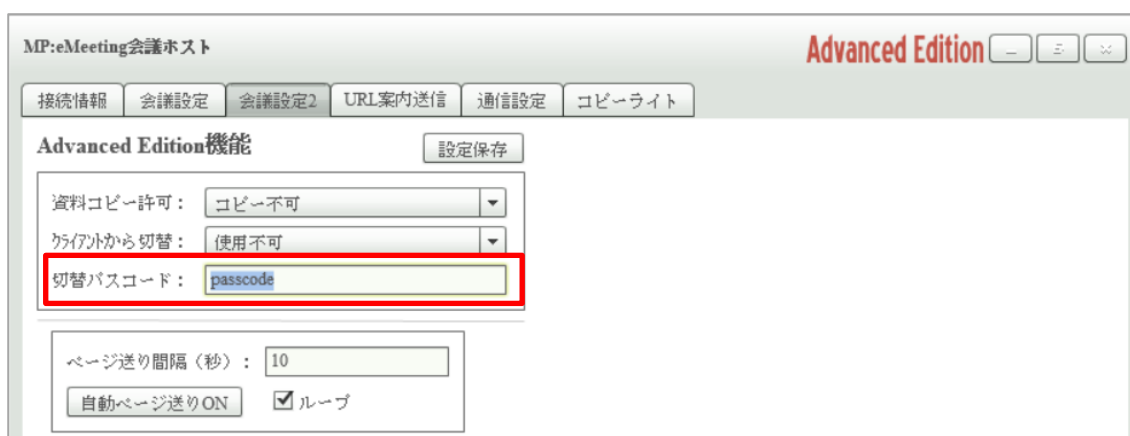 MP:eMeeting会議ホスト
Advanced Edition
接続情報 会議設定 会議設定2 URL案内送信 通信設定 コピーライト
Advanced Edition機能 設定保存
資料コピー許可： コピー不可
クライアントから切替： 使用不可
切替パスコード： passcode
ページ送り間隔（秒）： 10
自動ページ送りON ループ